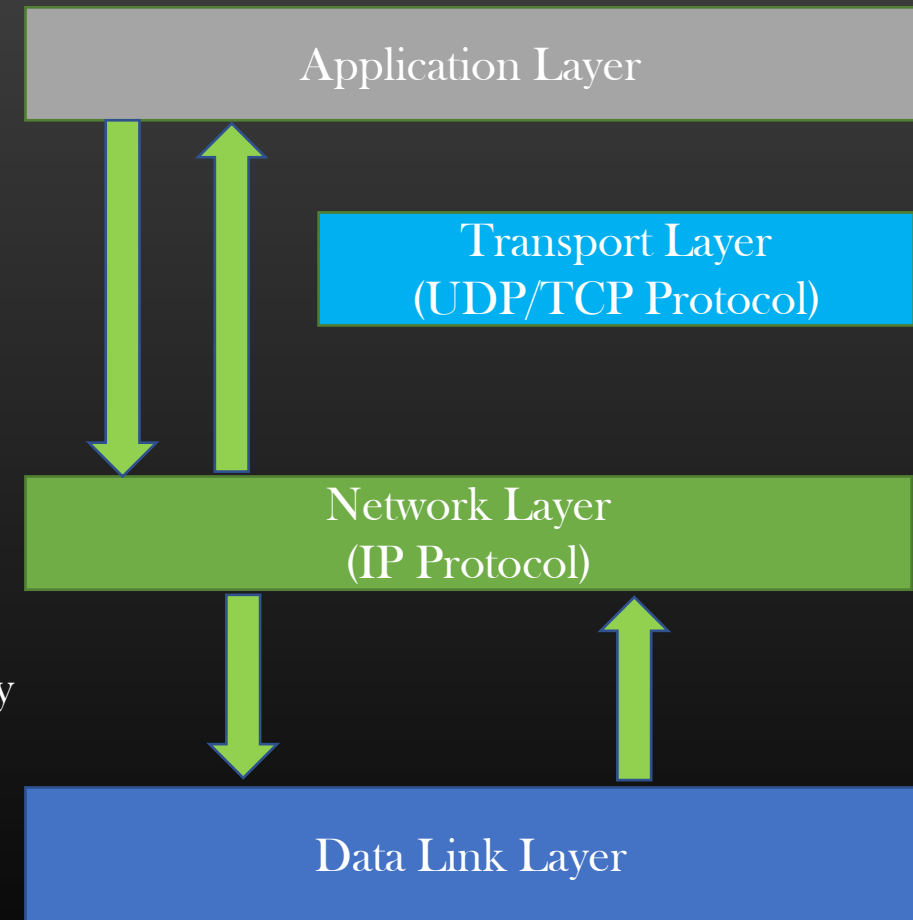 Application Layer
Transport Layer
(UDP/TCP Protocol)
Network Layer
(IP Protocol)
y
Data Link Layer